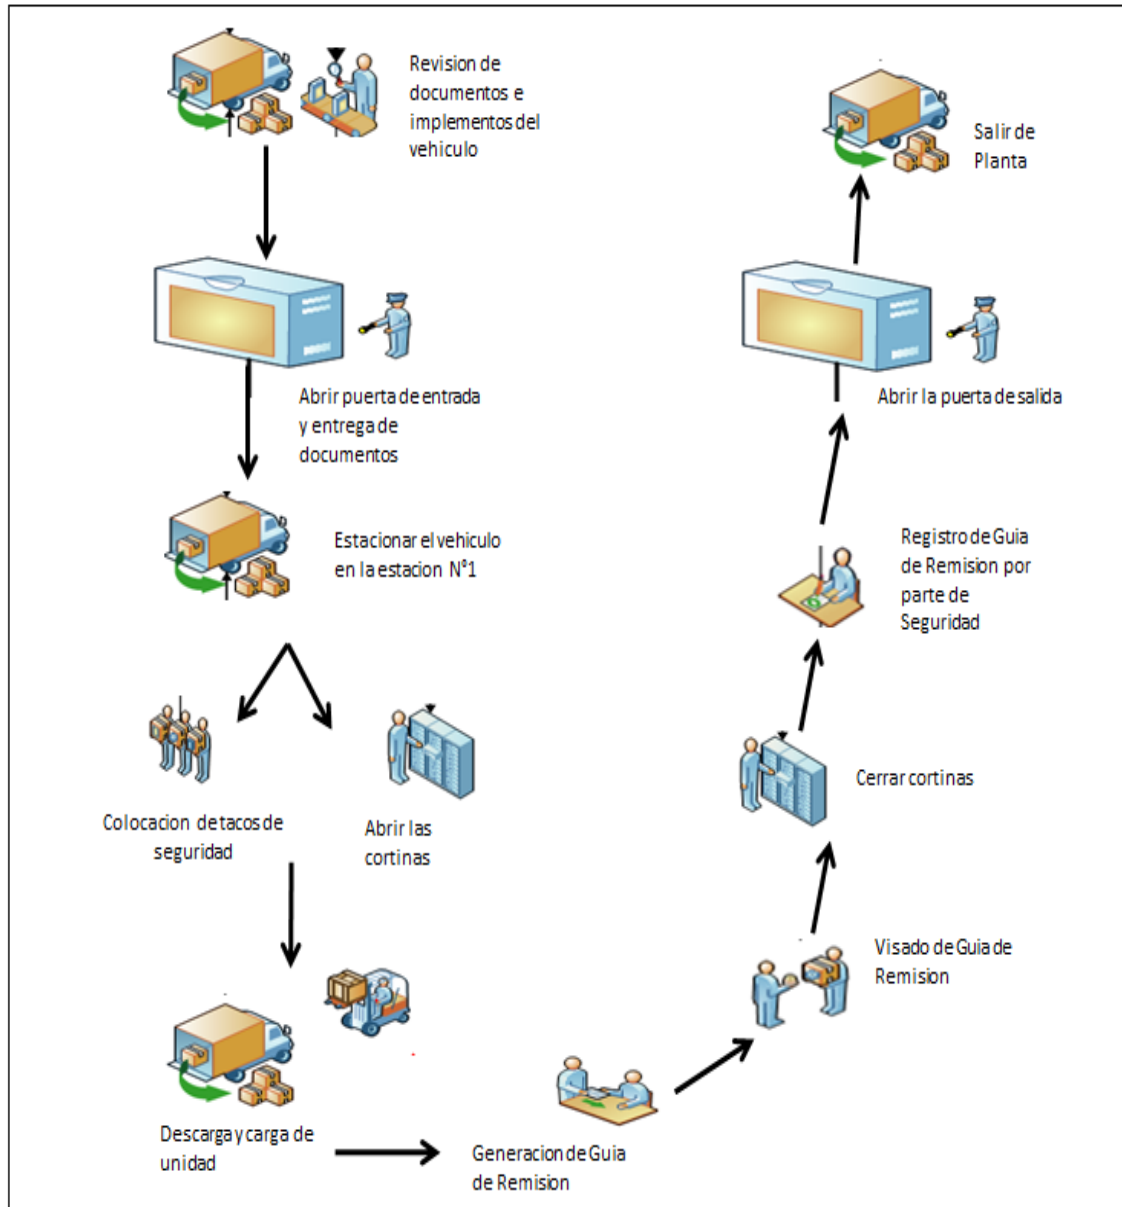 Revision de
documentos e
implementos del
vehiculo
Abrir puerta de entrada
y entrega de
documentos
Estacionar el vehiculo
en la estacion N°1
Colocacion de tacos de
seguridad
Abrir las
cortinas
Descarga y carga de
unidad
Generacion de Guia
de Remision
Visado de Guia de
Remision
Cerrar cortinas
Registro de Guia
de Remision por
parte de
Seguridad
Abrir la puerta de salida
Salir de
Planta